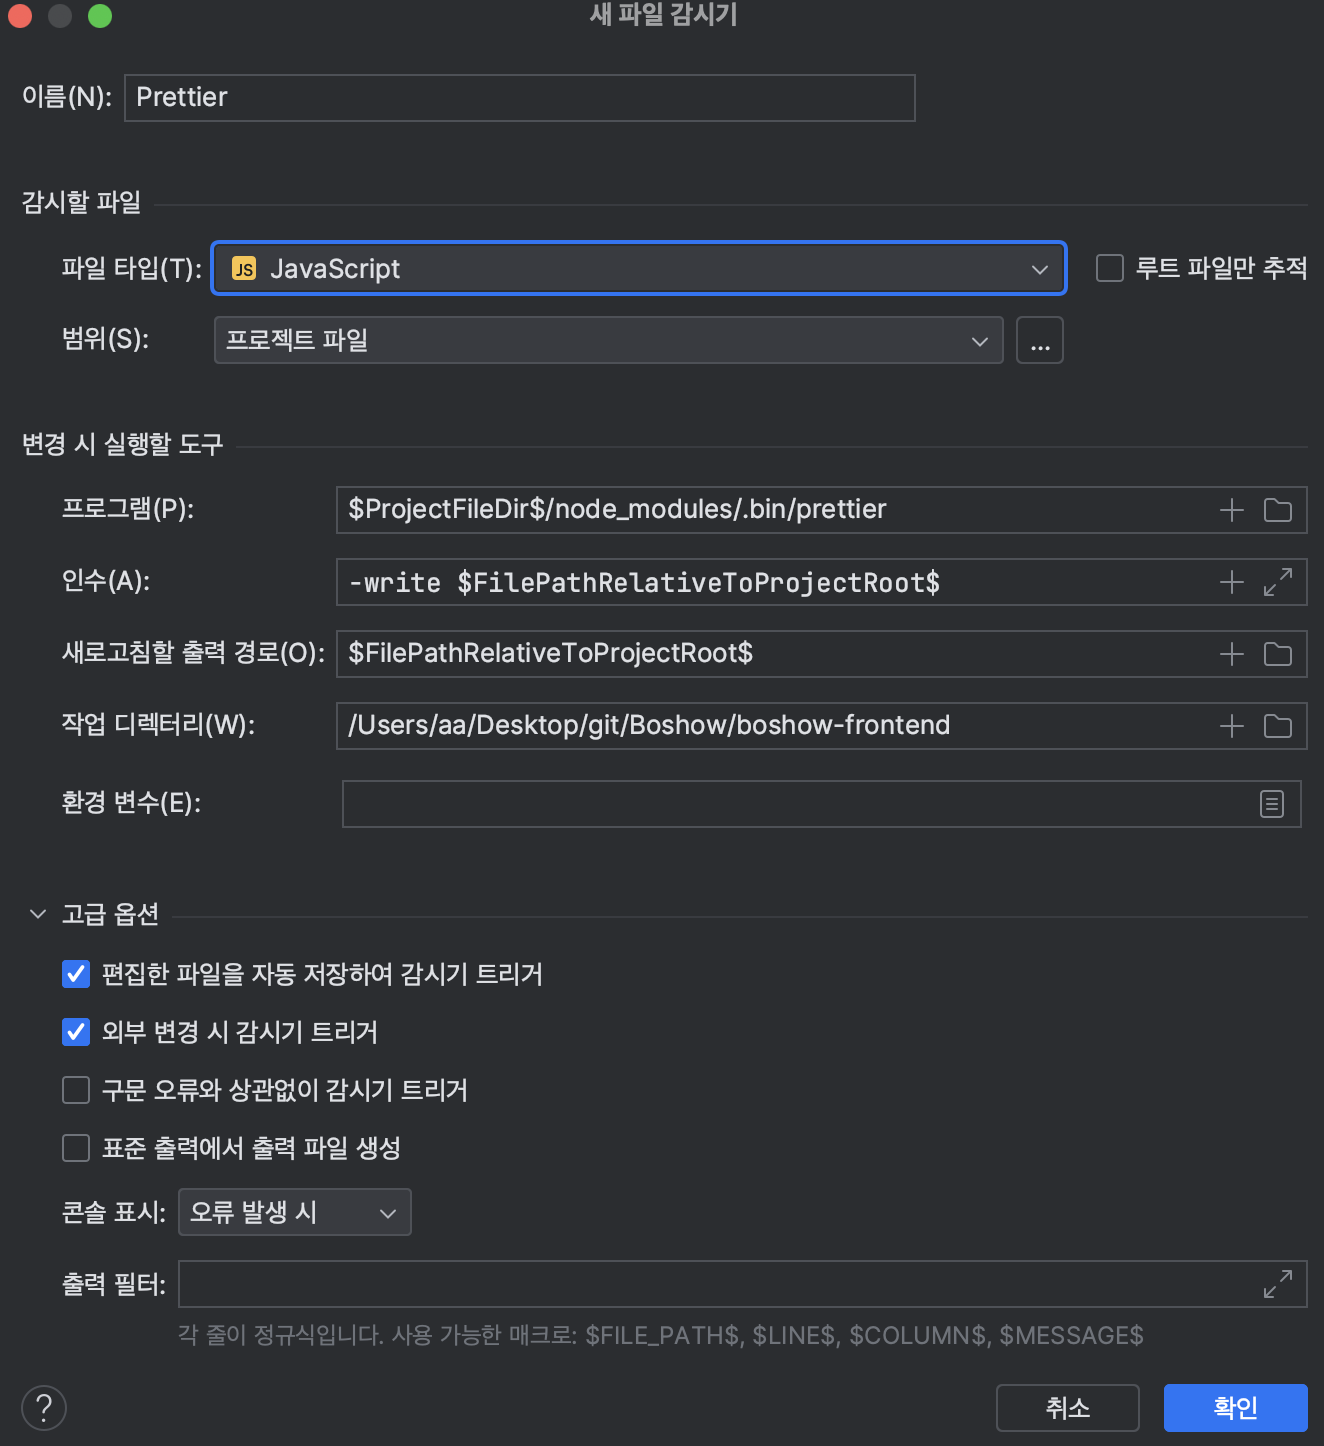 새 파일 감시기
이름(N): Prettier
감시할 파일
파일 타입(T): JS JavaScript 루트 파일만 추적
범위(S): 프로젝트 파일 ...
변경 시 실행할 도구
프로그램(P): $ProjectFileDir$/node_modules/.bin/prettier
인수(A): -write $FilePathRelativeToProjectRoot$
새로고침할 출력 경로(O): $FilePathRelativeToProjectRoot$
작업 디렉터리(W): /Users/aa/Desktop/git/Boshow/boshow-frontend
환경 변수(E):
고급 옵션
편집한 파일을 자동 저장하여 감시기 트리거
외부 변경 시 감시기 트리거
구문 오류와 상관없이 감시기 트리거
표준 출력에서 출력 파일 생성
콘솔 표시: 오류 발생 시
출력 필터:
각 줄이 정규식입니다. 사용 가능한 매크로: $FILE_PATH$, $LINE$, $COLUMN$, $MESSAGE$
? 취소 확인